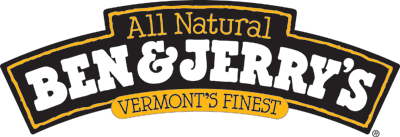 All Natural
BEN & JERRY'S
VERMONT'S FINEST
®